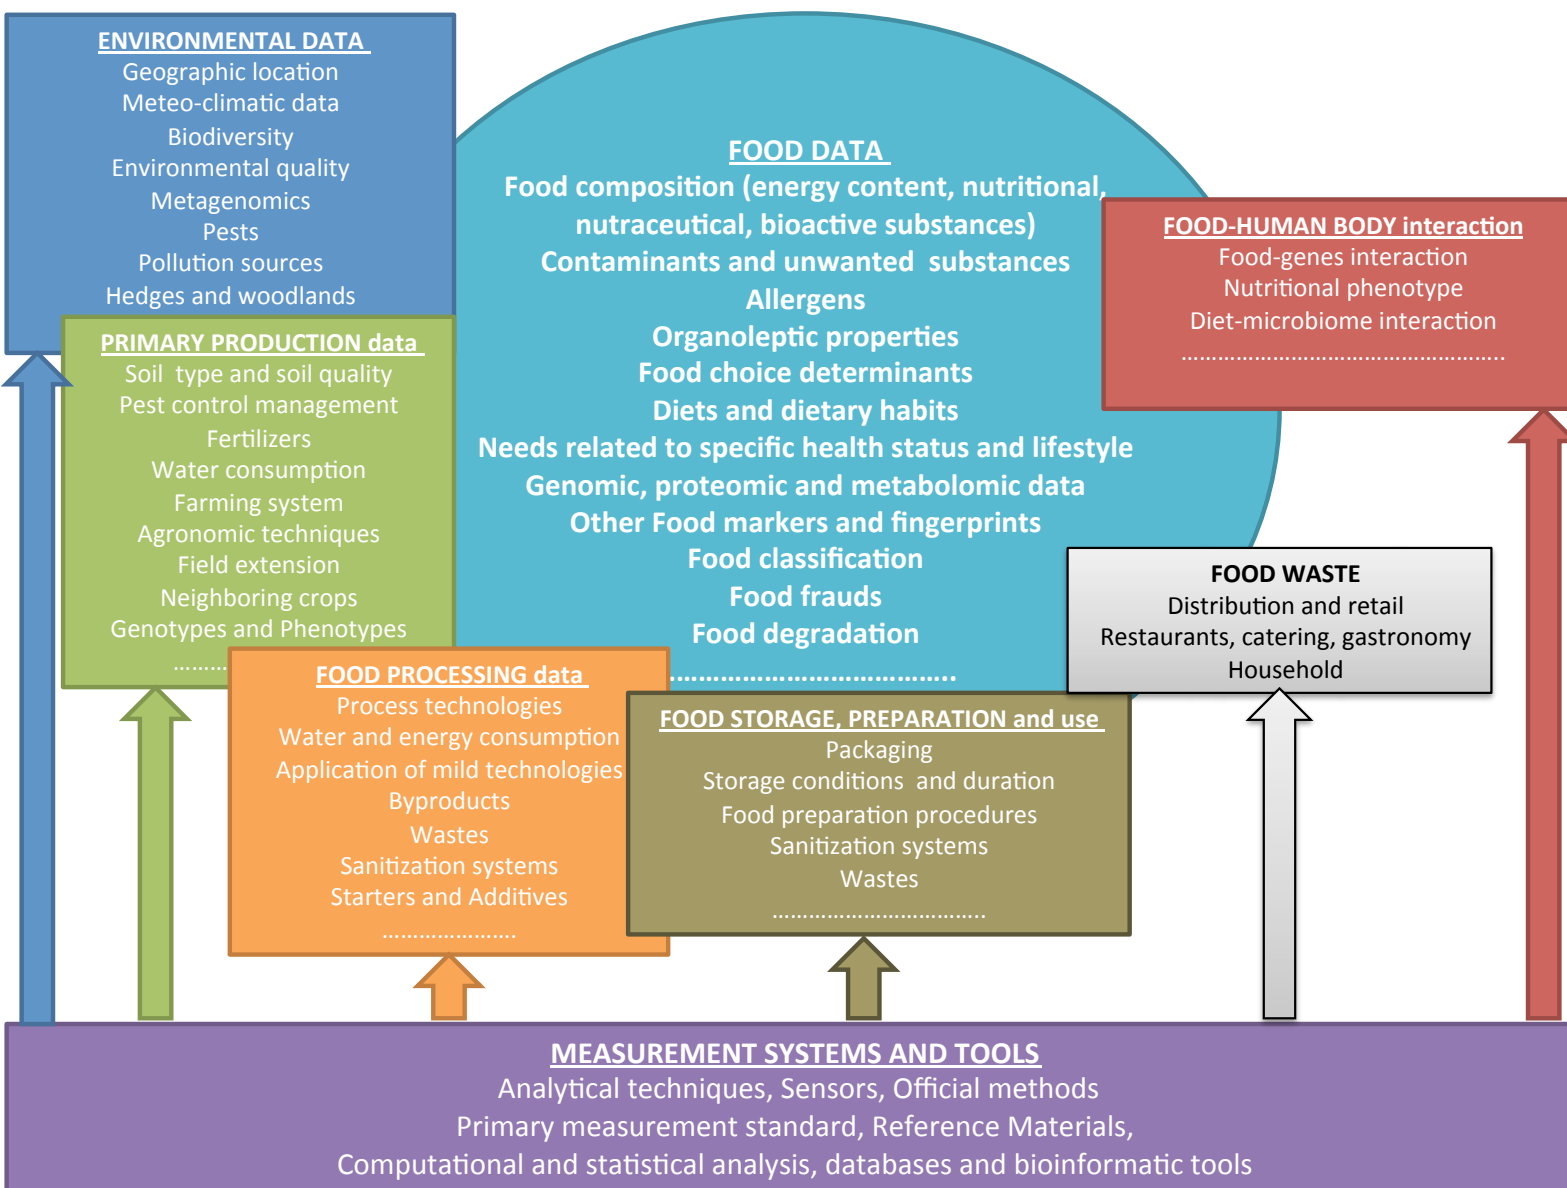 ENVIRONMENTAL DATA
Geographic location
Meteo-climatic data
Biodiversity
Environmental quality
Metagenomics
Pests
Pollution sources
Hedges and woodlands
PRIMARY PRODUCTION data
Soil type and soil quality
Pest control management
Fertilizers
Water consumption
Farming system
Agronomic techniques
Field extension
Neighboring crops
Genotypes and Phenotypes
………
FOOD DATA
Food composition (energy content, nutritional,
nutraceutical, bioactive substances)
Contaminants and unwanted substances
Allergens
Organoleptic properties
Food choice determinants
Diets and dietary habits
Needs related to specific health status and lifestyle
Genomic, proteomic and metabolomic data
Other Food markers and fingerprints
Food classification
Food frauds
Food degradation
…………………………………..
FOOD-HUMAN BODY interaction
Food-genes interaction
Nutritional phenotype
Diet-microbiome interaction
……………………………………………..
FOOD WASTE
Distribution and retail
Restaurants, catering, gastronomy
Household
FOOD PROCESSING data
Process technologies
Water and energy consumption
Application of mild technologies
Byproducts
Wastes
Sanitization systems
Starters and Additives
………………….
FOOD STORAGE, PREPARATION and use
Packaging
Storage conditions and duration
Food preparation procedures
Sanitization systems
Wastes
……………………………..
MEASUREMENT SYSTEMS AND TOOLS
Analytical techniques, Sensors, Official methods
Primary measurement standard, Reference Materials,
Computational and statistical analysis, databases and bioinformatic tools